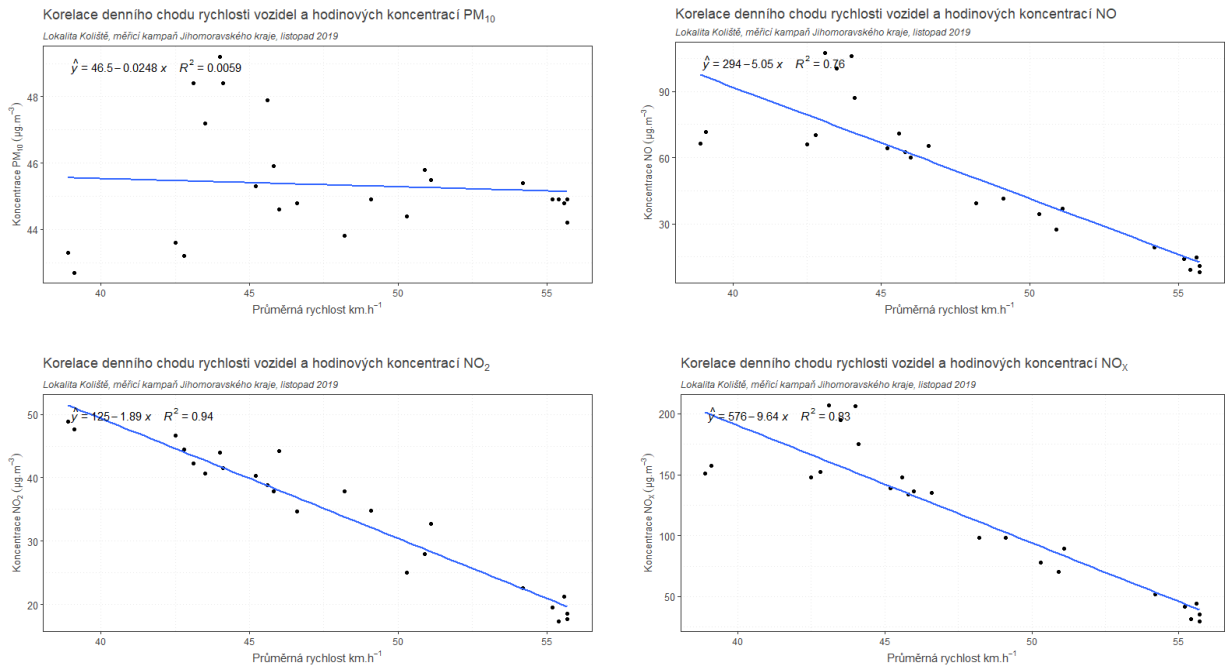 Korelace denního chodu rychlosti vozidel a hodinových koncentrací PM₁₀
Lokalita Koliště, měřicí kampaň Jihomoravského kraje, listopad 2019
ŷ = 46.5 – 0.0248 x R² = 0.0059
Koncentrace PM₁₀ (µg.m⁻³)
48
46
44
40 45 50 55
Průměrná rychlost km.h⁻¹
Korelace denního chodu rychlosti vozidel a hodinových koncentrací NO
Lokalita Koliště, měřicí kampaň Jihomoravského kraje, listopad 2019
ŷ = 294 – 5.05 x R² = 0.76
Koncentrace NO (µg.m⁻³)
90
60
30
40 45 50 55
Průměrná rychlost km.h⁻¹
Korelace denního chodu rychlosti vozidel a hodinových koncentrací NO₂
Lokalita Koliště, měřicí kampaň Jihomoravského kraje, listopad 2019
ŷ = 125 – 1.89 x R² = 0.94
Koncentrace NO₂ (µg.m⁻³)
50
40
30
20
40 45 50 55
Průměrná rychlost km.h⁻¹
Korelace denního chodu rychlosti vozidel a hodinových koncentrací NOₓ
Lokalita Koliště, měřicí kampaň Jihomoravského kraje, listopad 2019
ŷ = 576 – 9.64 x R² = 0.83
Koncentrace NOₓ (µg.m⁻³)
200
150
100
50
40 45 50 55
Průměrná rychlost km.h⁻¹